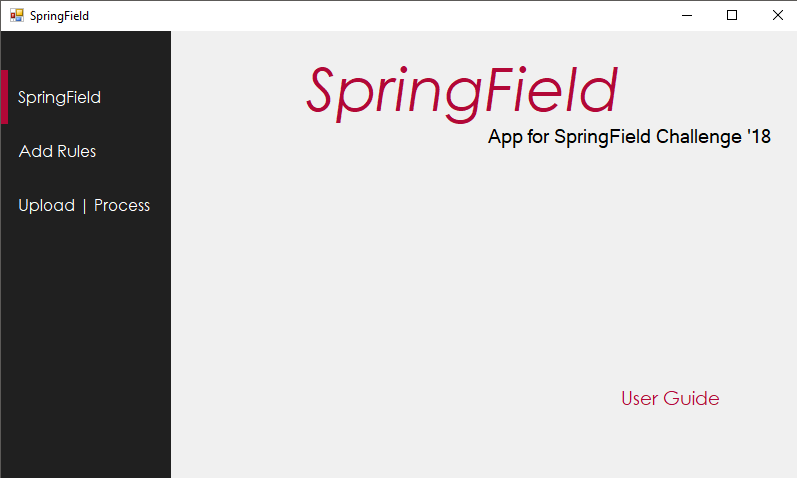 SpringField
SpringField
Add Rules
Upload | Process
SpringField
App for SpringField Challenge '18
User Guide